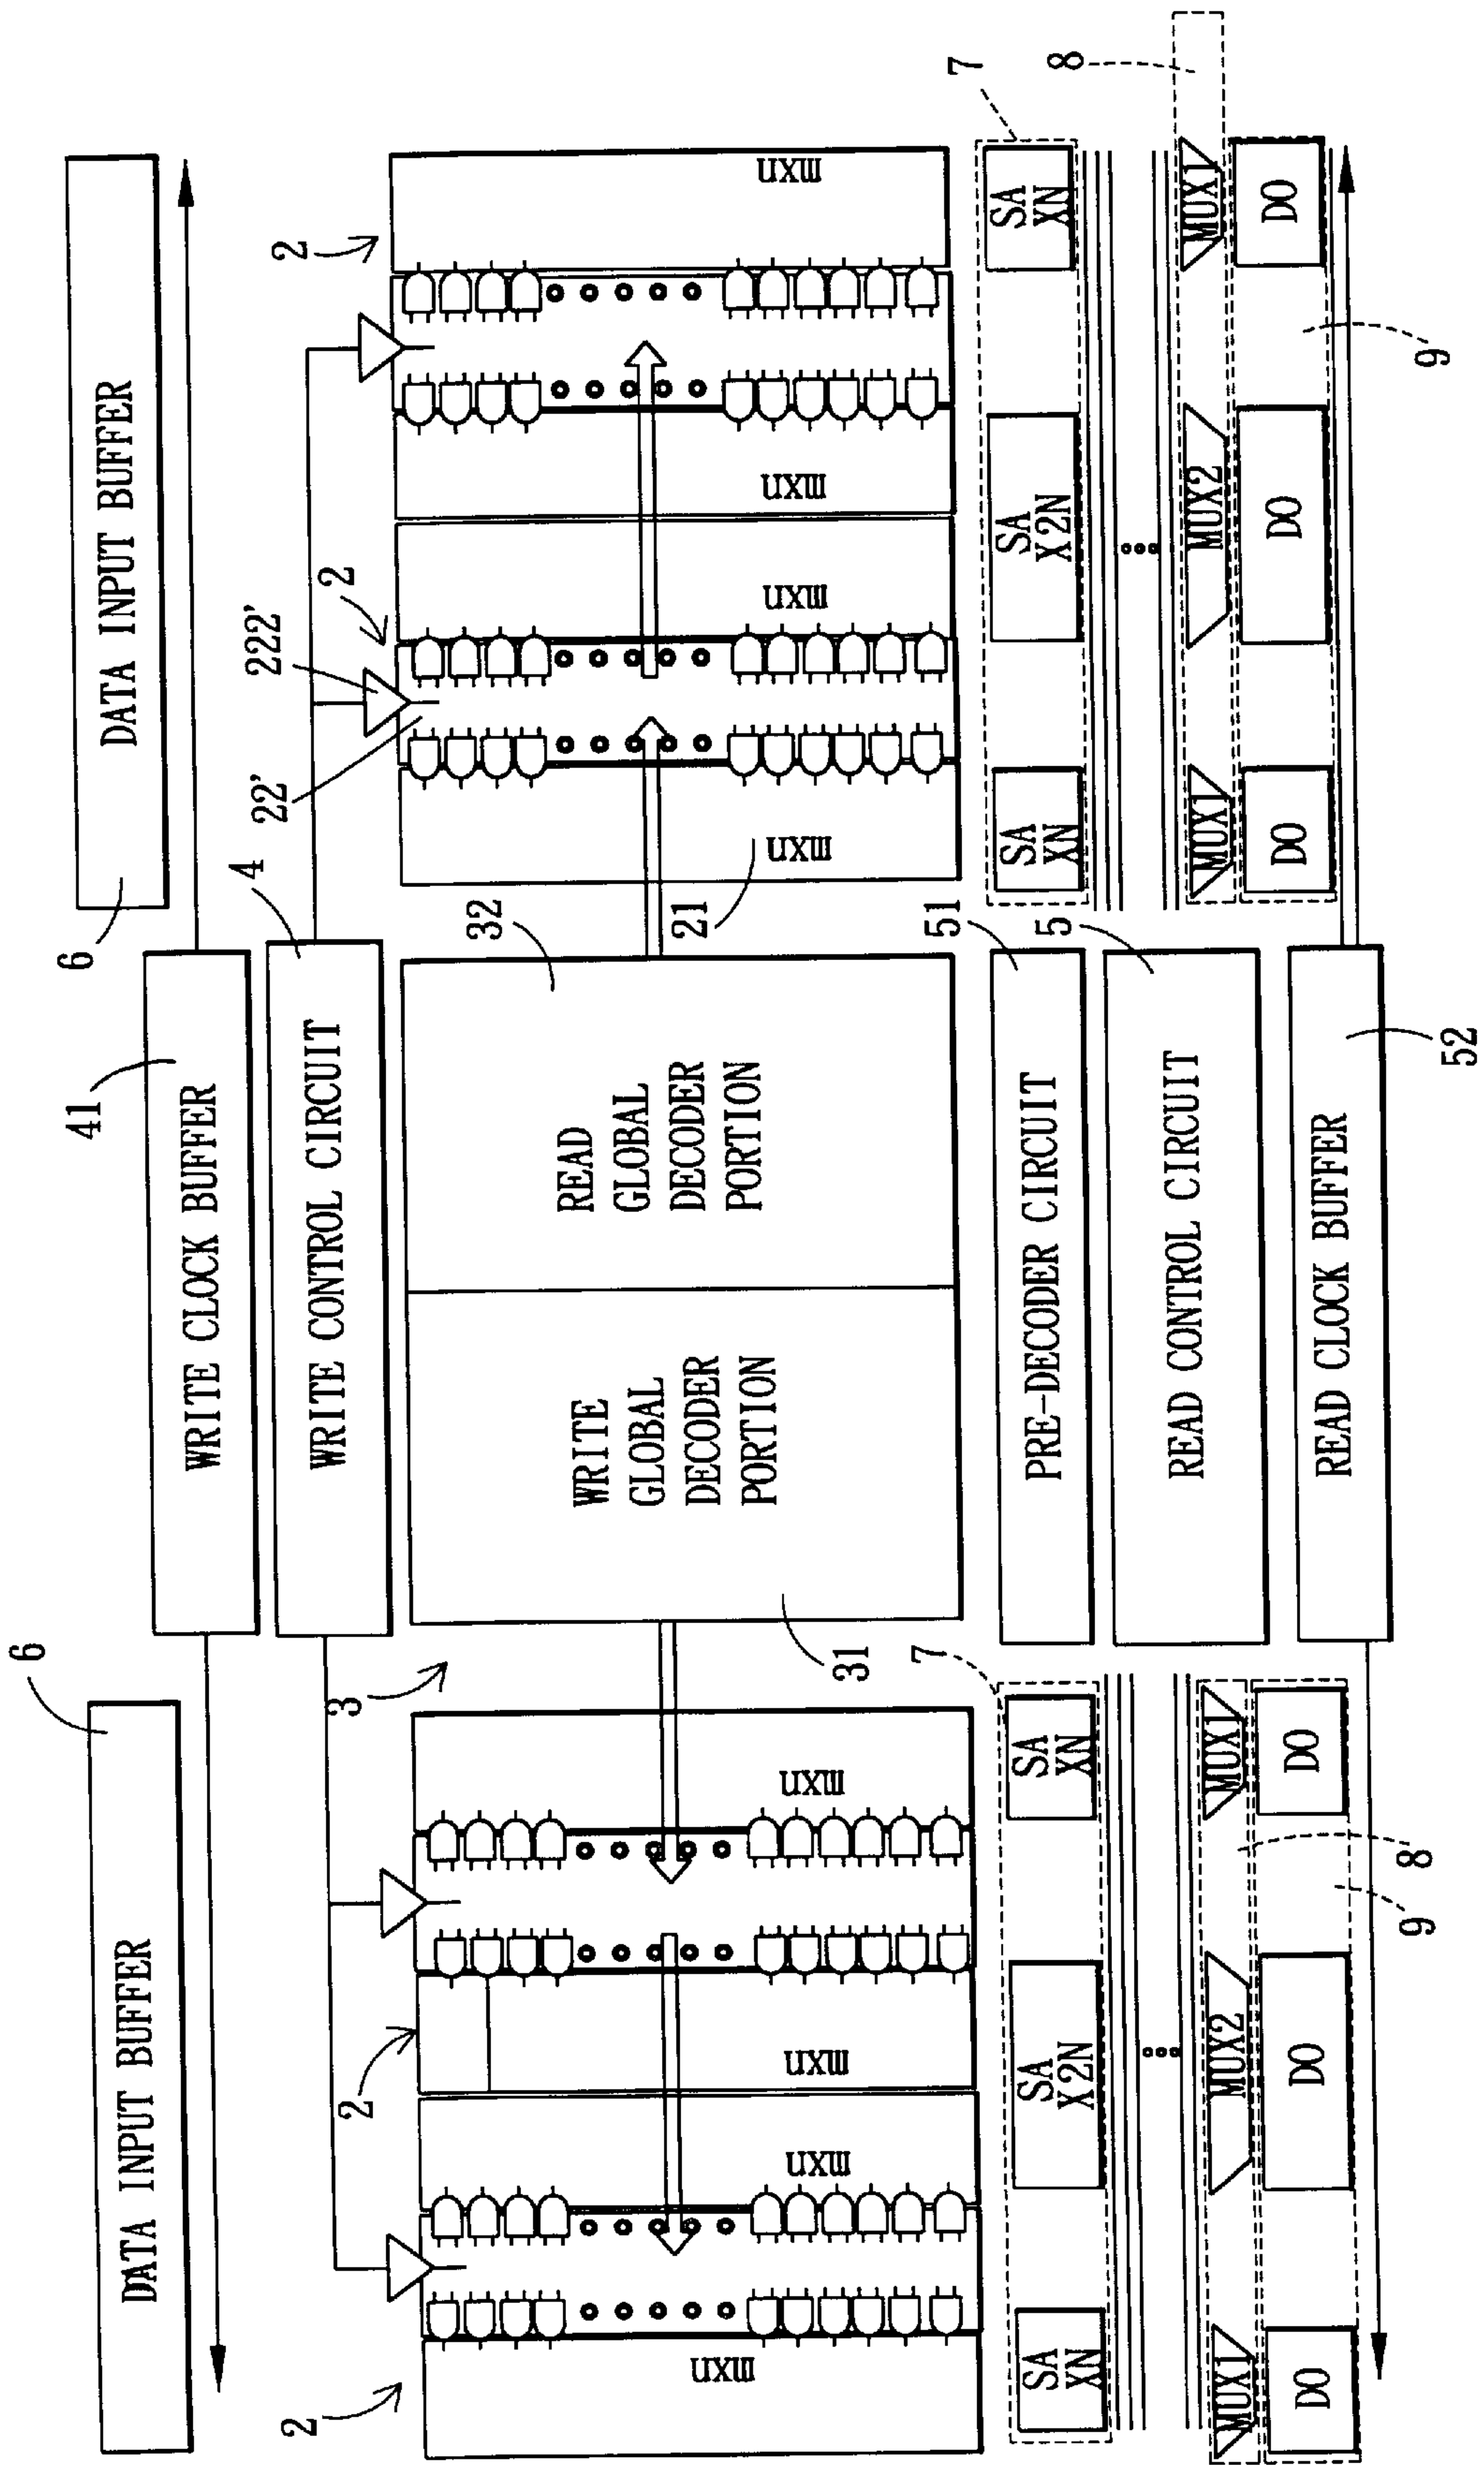 6
6
DATA INPUT BUFFER
DATA INPUT BUFFER
41
WRITE CLOCK BUFFER
4
WRITE CONTROL CIRCUIT
2
2
3
22'
222'
2
2
WRITE
GLOBAL
DECODER
PORTION
READ
GLOBAL
DECODER
PORTION
32
21
31
mxn
mxn
mxn
mxn
mxn
mxn
mxn
mxn
7
51
7
SA
XN
SA
X2N
SA
XN
PRE-DECODER CIRCUIT
SA
XN
SA
X2N
SA
XN
5
8
READ CONTROL CIRCUIT
MUX1
MUX2
MUX1
MUX1
MUX2
MUX1
DO
DO
DO
READ CLOCK BUFFER
DO
DO
DO
9
8
52
9